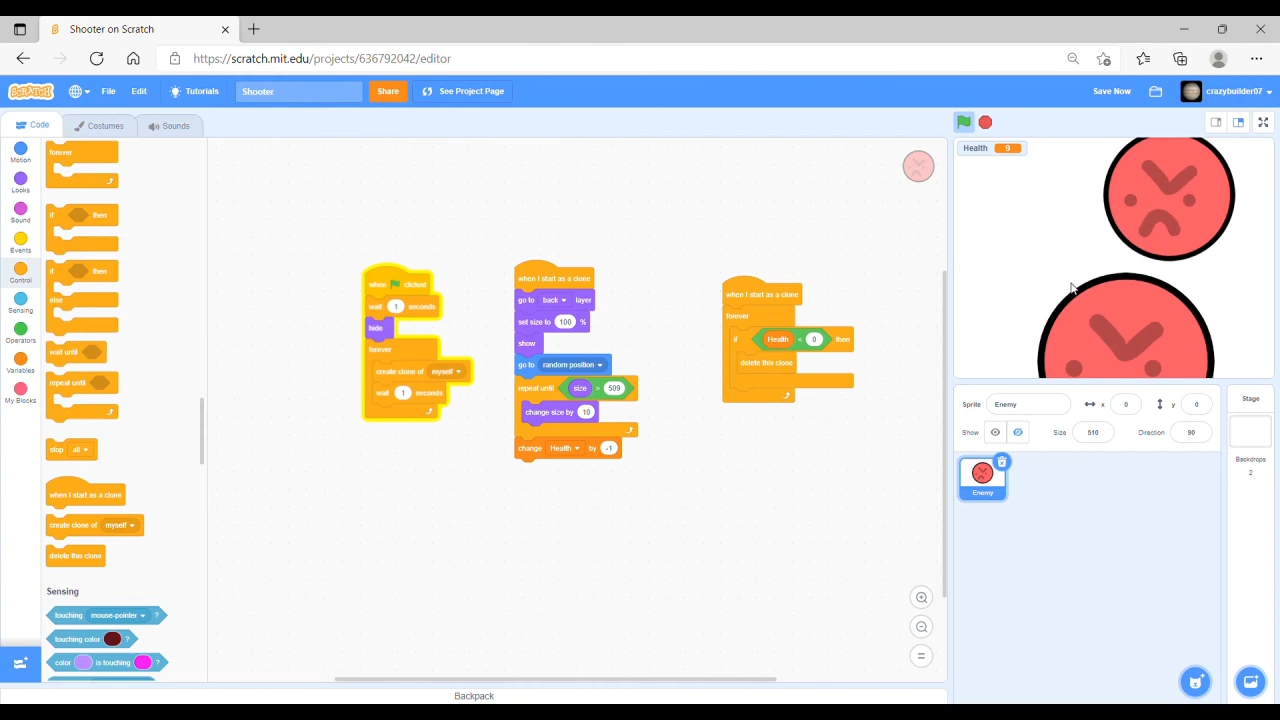 Shooter on Scratch
https://scratch.mit.edu/projects/636792042/editor
SCRATCH File Edit Tutorials Shooter Share See Project Page Save Now crazybuilder07
Code Costumes Sounds
Motion
Looks
Sound
Events
Control
Sensing
Operators
Variables
My Blocks
forever
if then
if then
else
wait until
repeat until
stop all
when I start as a clone
create clone of myself
delete this clone
Sensing
touching mouse-pointer ?
touching color ?
color is touching ?
when clicked
wait 1 seconds
hide
forever
create clone of myself
wait 1 seconds
when I start as a clone
go to back layer
set size to 100 %
show
go to random position
repeat until size > 509
change size by 10
change Health by -1
when I start as a clone
forever
if Health < 0 then
delete this clone
Health 9
Sprite Enemy x 0 y 0
Show Size 510 Direction 90
Enemy
Stage
Backdrops
2
Backpack